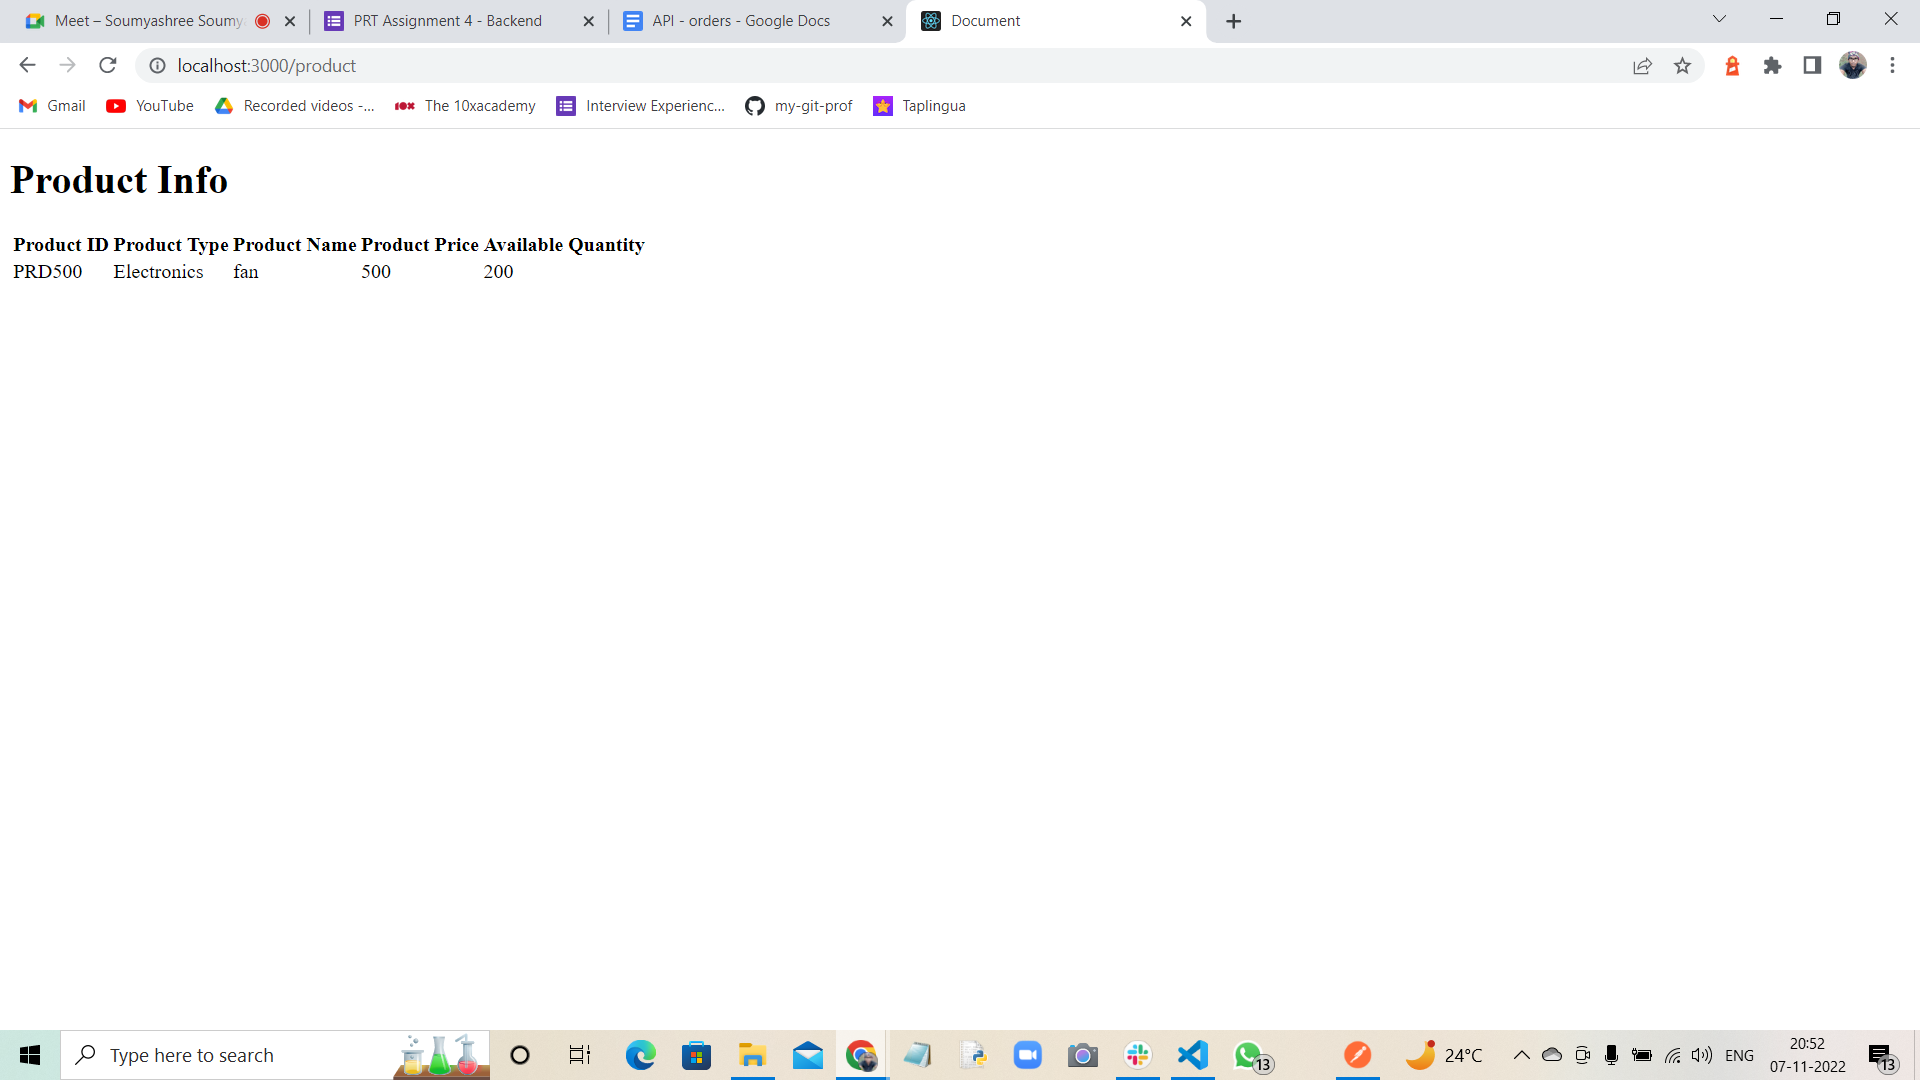 Meet – Soumyashree Soumy
PRT Assignment 4 - Backend
API - orders - Google Docs
Document
localhost:3000/product
Gmail
YouTube
Recorded videos -...
The 10xacademy
Interview Experienc...
my-git-prof
Taplingua
Product Info
Product ID Product Type Product Name Product Price Available Quantity
PRD500 Electronics fan 500 200
Type here to search
13
24°C
ENG
20:52
07-11-2022
13